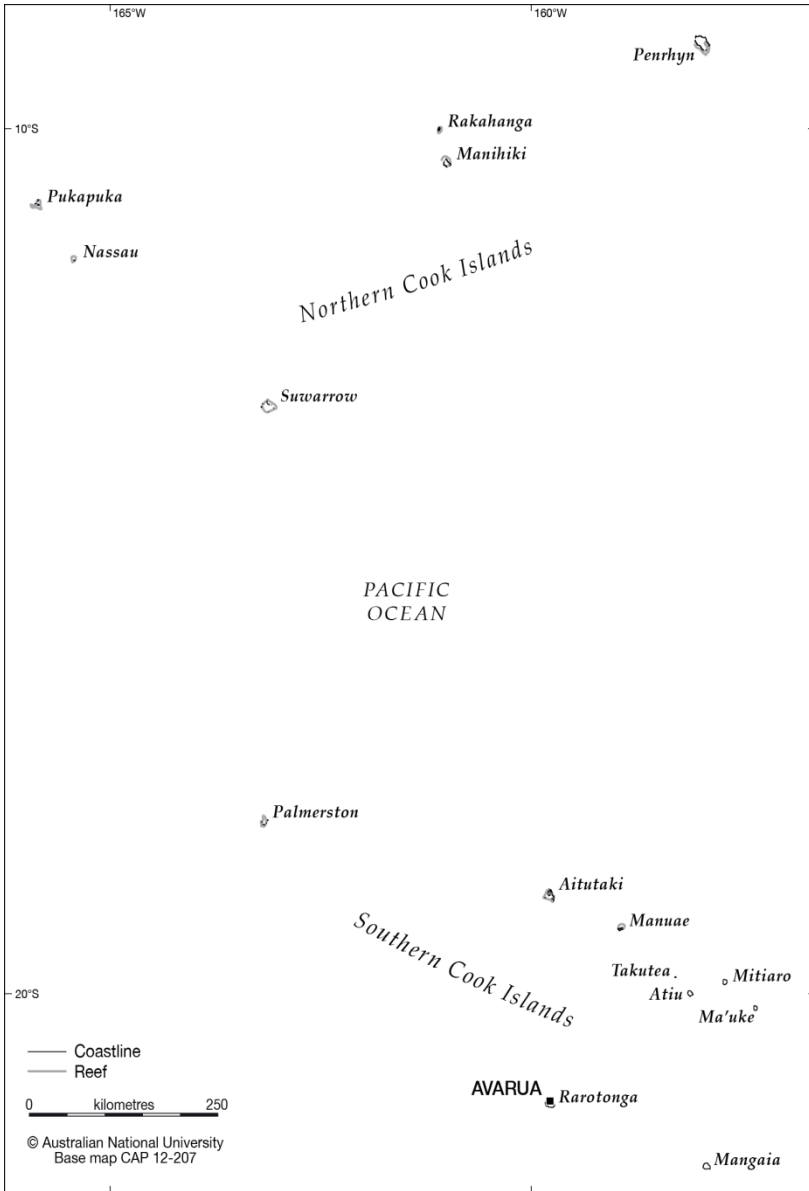 165°W
160°W
Penrhyn
10°S
Rakahanga
Manihiki
Pukapuka
Nassau
Northern Cook Islands
Suwarrow
PACIFIC
OCEAN
Palmerston
Aitutaki
Southern Cook Islands
Manuae
20°S
Takutea
Mitiaro
Atiu
Ma'uke
Coastline
Reef
AVARUA
Rarotonga
0 kilometres 250
© Australian National University
Base map CAP 12-207
Mangaia